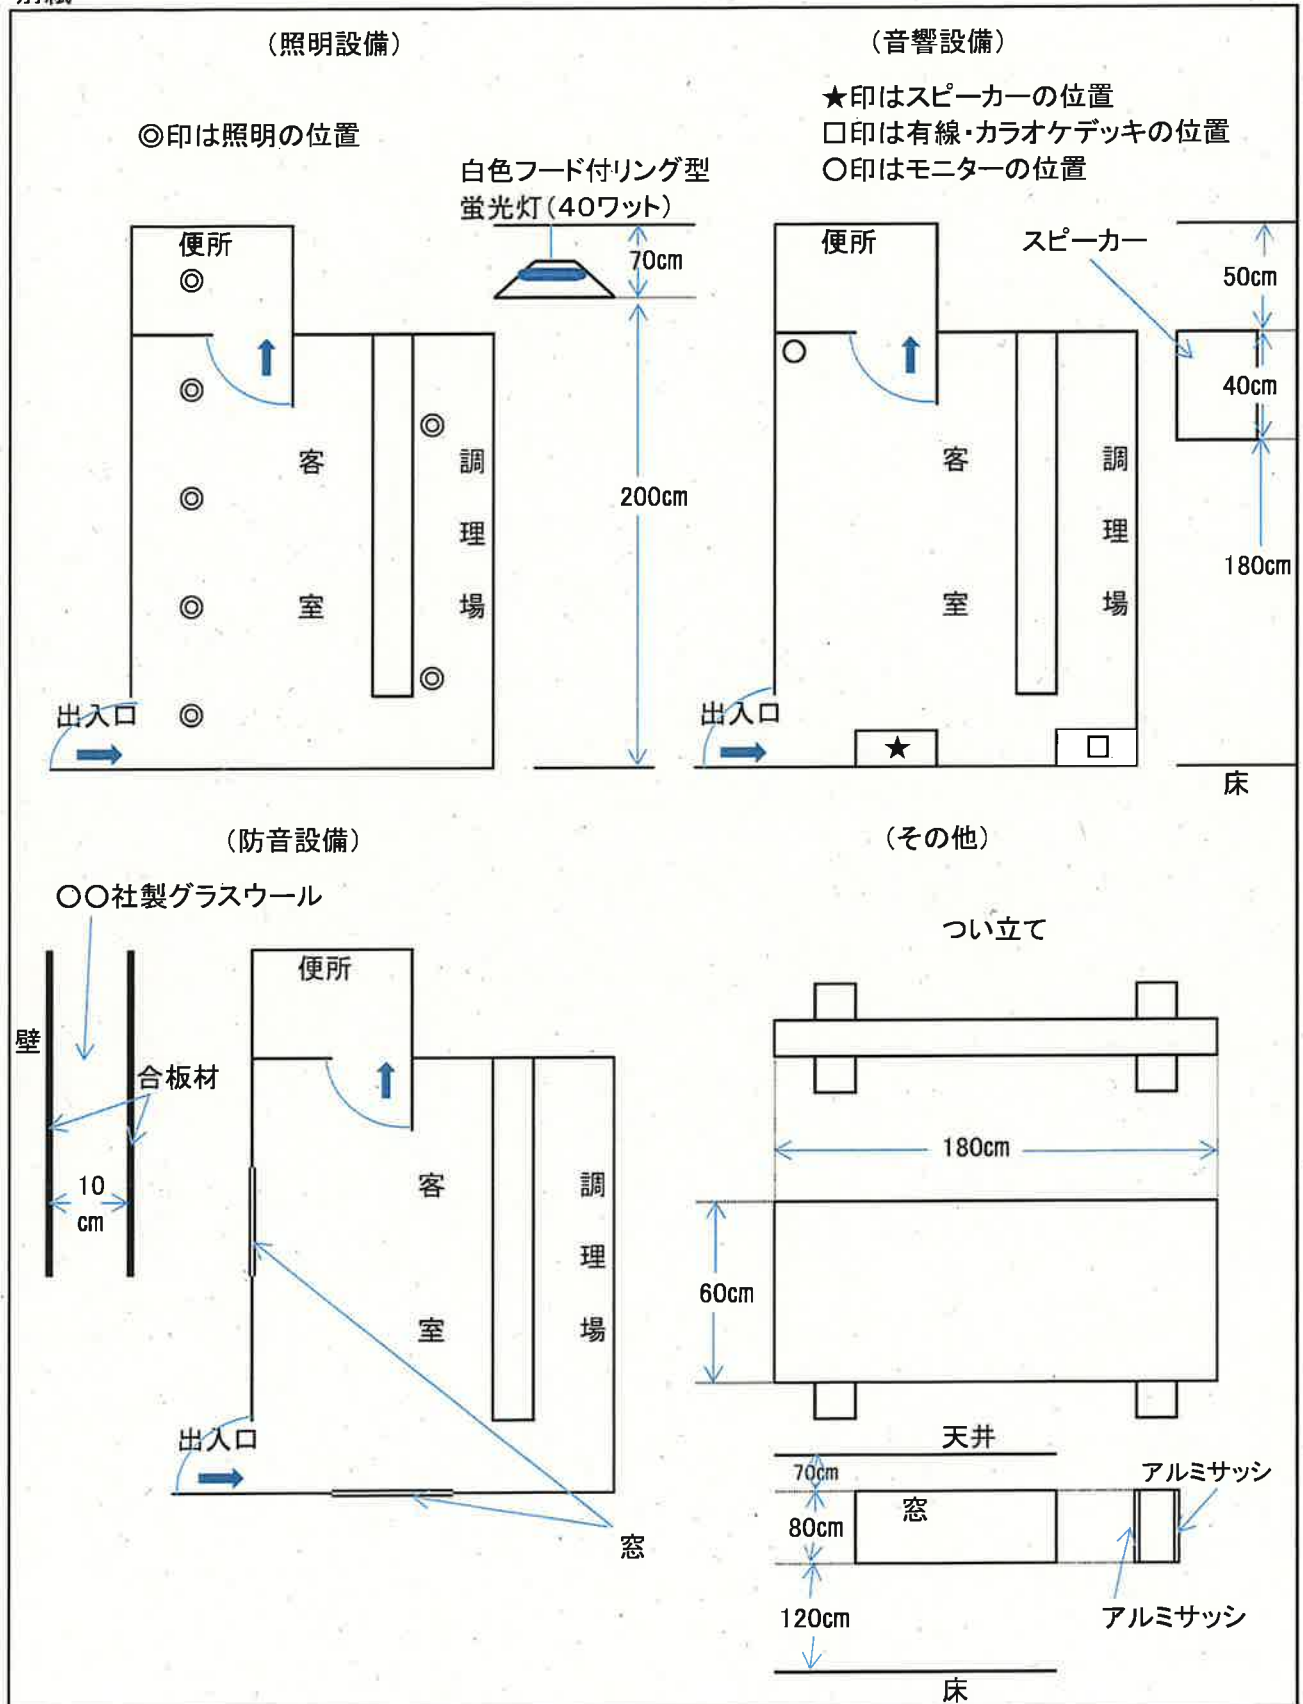 (照明設備)
◎印は照明の位置
白色フード付リング型
蛍光灯(40ワット)
70cm
200cm
便所
客室
調理場
出入口
(音響設備)
★印はスピーカーの位置
□印は有線・カラオケデッキの位置
○印はモニターの位置
便所
スピーカー
50cm
40cm
180cm
客室
調理場
出入口
床
(防音設備)
○○社製グラスウール
壁
合板材
10
cm
便所
客室
調理場
出入口
窓
(その他)
つい立て
180cm
60cm
天井
70cm
80cm
窓
アルミサッシ
アルミサッシ
120cm
床